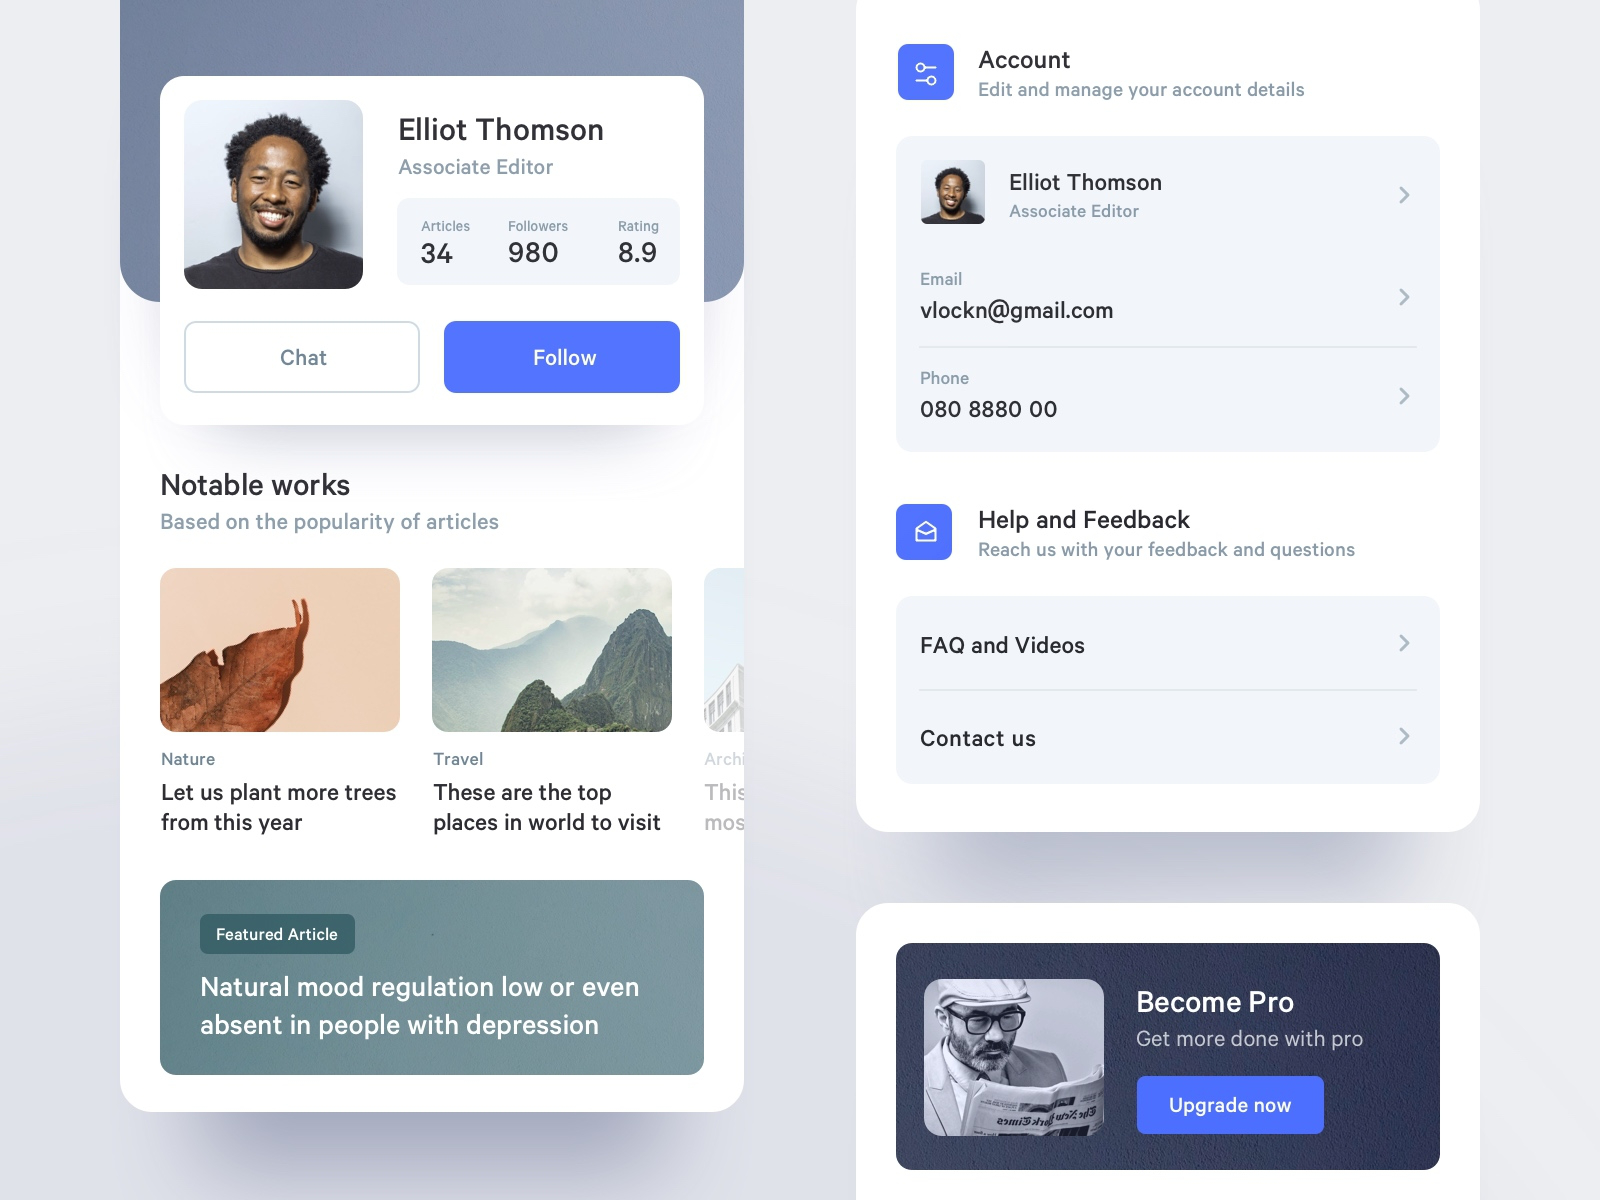 Elliot Thomson
Associate Editor
Articles
34
Followers
980
Rating
8.9
Chat
Follow
Notable works
Based on the popularity of articles
Nature
Let us plant more trees
from this year
Travel
These are the top
places in world to visit
Archi
This
mos
Featured Article
Natural mood regulation low or even
absent in people with depression
Account
Edit and manage your account details
Elliot Thomson
Associate Editor
Email
vlockn@gmail.com
Phone
080 8880 00
Help and Feedback
Reach us with your feedback and questions
FAQ and Videos
Contact us
Become Pro
Get more done with pro
Upgrade now
The New York Times